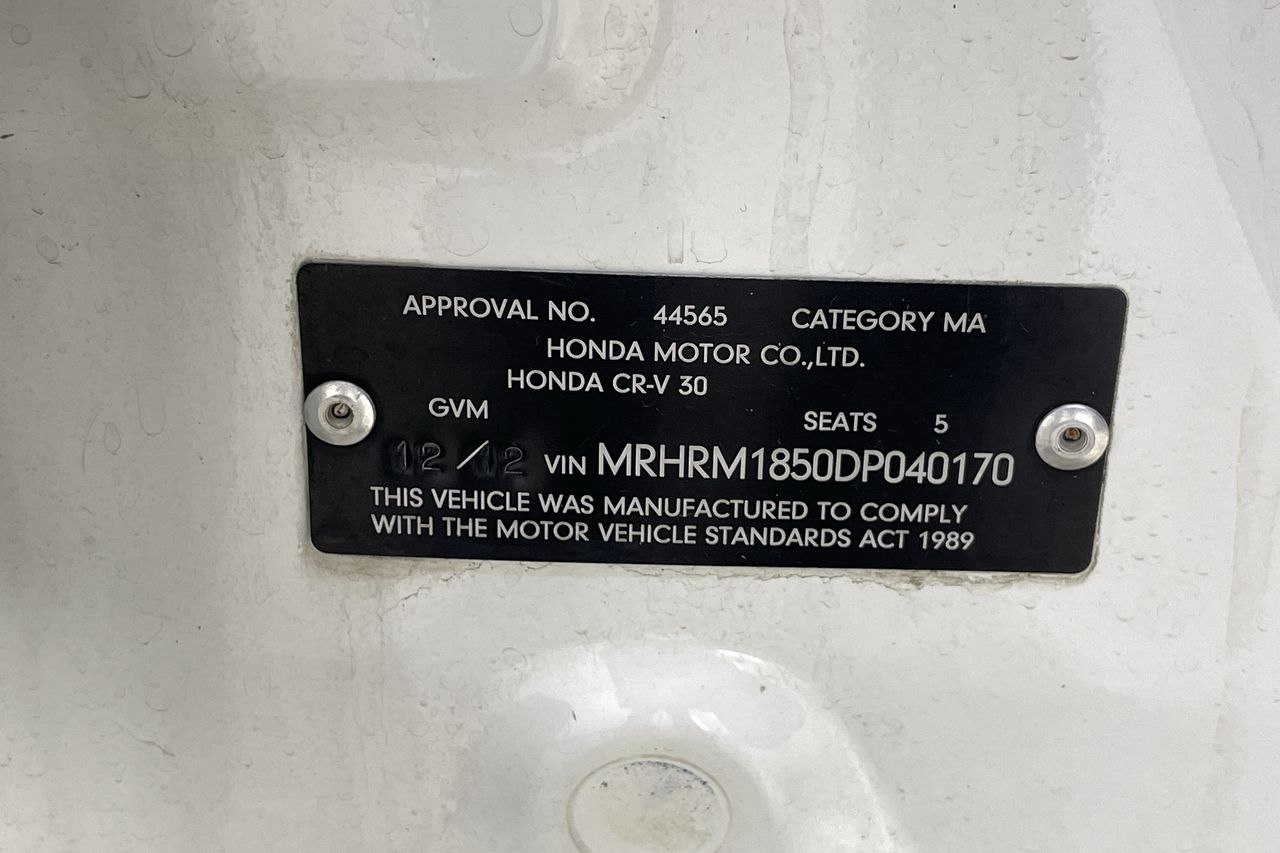 APPROVAL NO. 44565 CATEGORY MA
HONDA MOTOR CO.,LTD.
HONDA CR-V 30
GVM SEATS 5
12/12 VIN MRHRM1850DP040170
THIS VEHICLE WAS MANUFACTURED TO COMPLY
WITH THE MOTOR VEHICLE STANDARDS ACT 1989